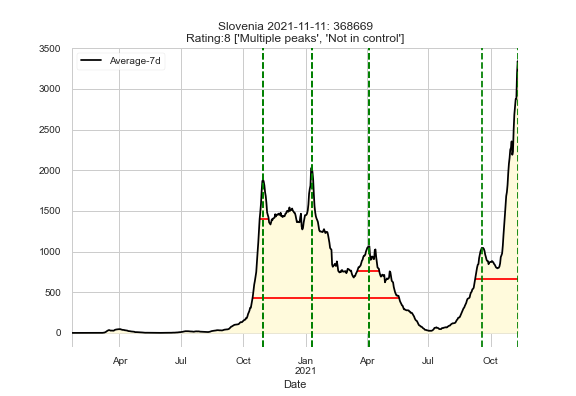 Slovenia 2021-11-11: 368669
Rating:8 ['Multiple peaks', 'Not in control']
3500
Average-7d
3000
2500
2000
1500
1000
500
0
Apr Jul Oct Jan Apr Jul Oct
2021
Date